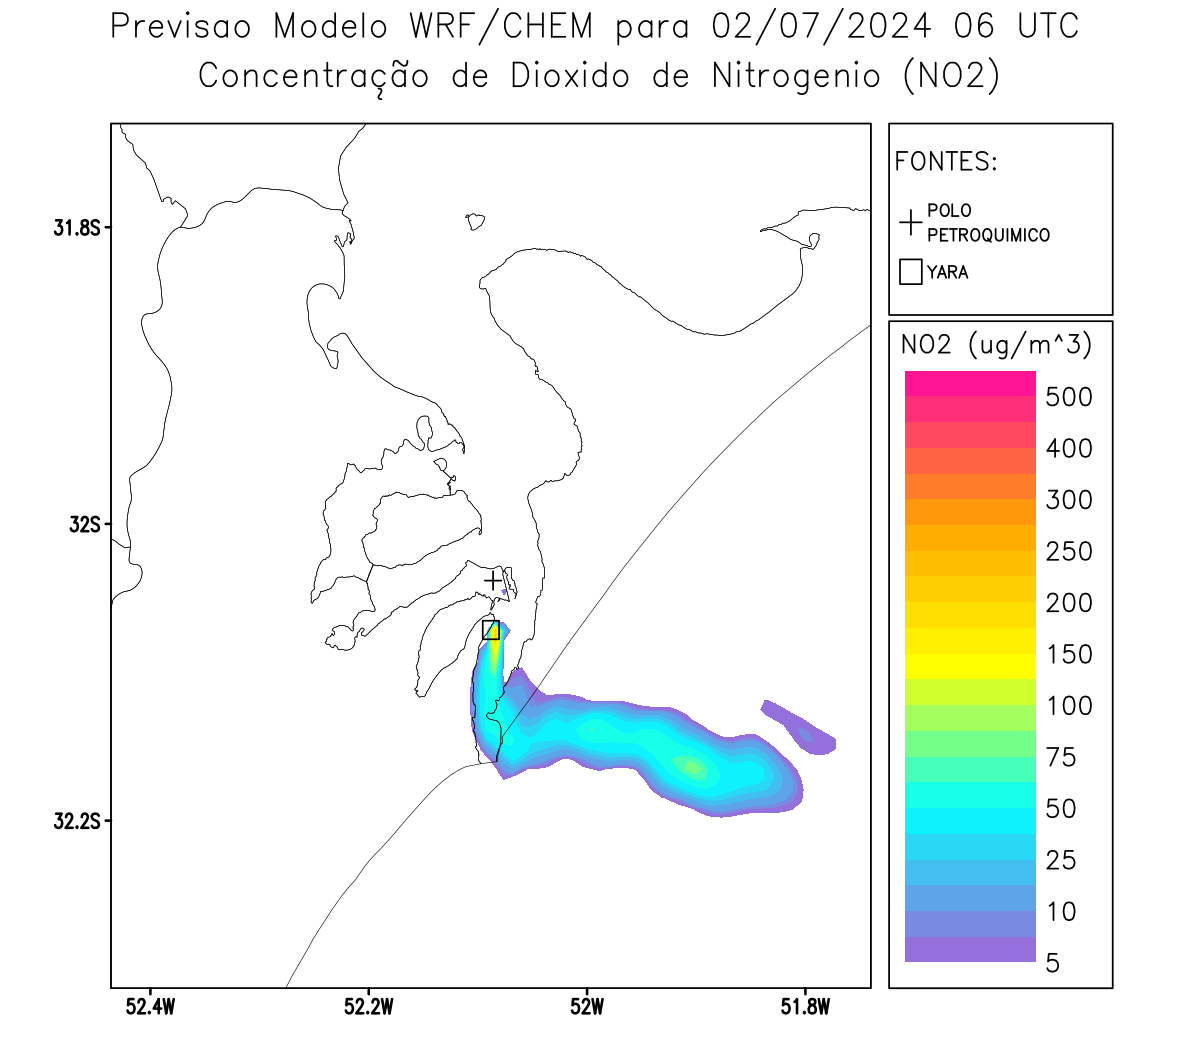 Previsao Modelo WRF/CHEM para 02/07/2024 06 UTC
Concentração de Dioxido de Nitrogenio (NO2)
FONTES:
POLO
PETROQUIMICO
YARA
31.8S
32S
32.2S
52.4W
52.2W
52W
51.8W
NO2 (ug/m^3)
500
400
300
250
200
150
100
75
50
25
10
5